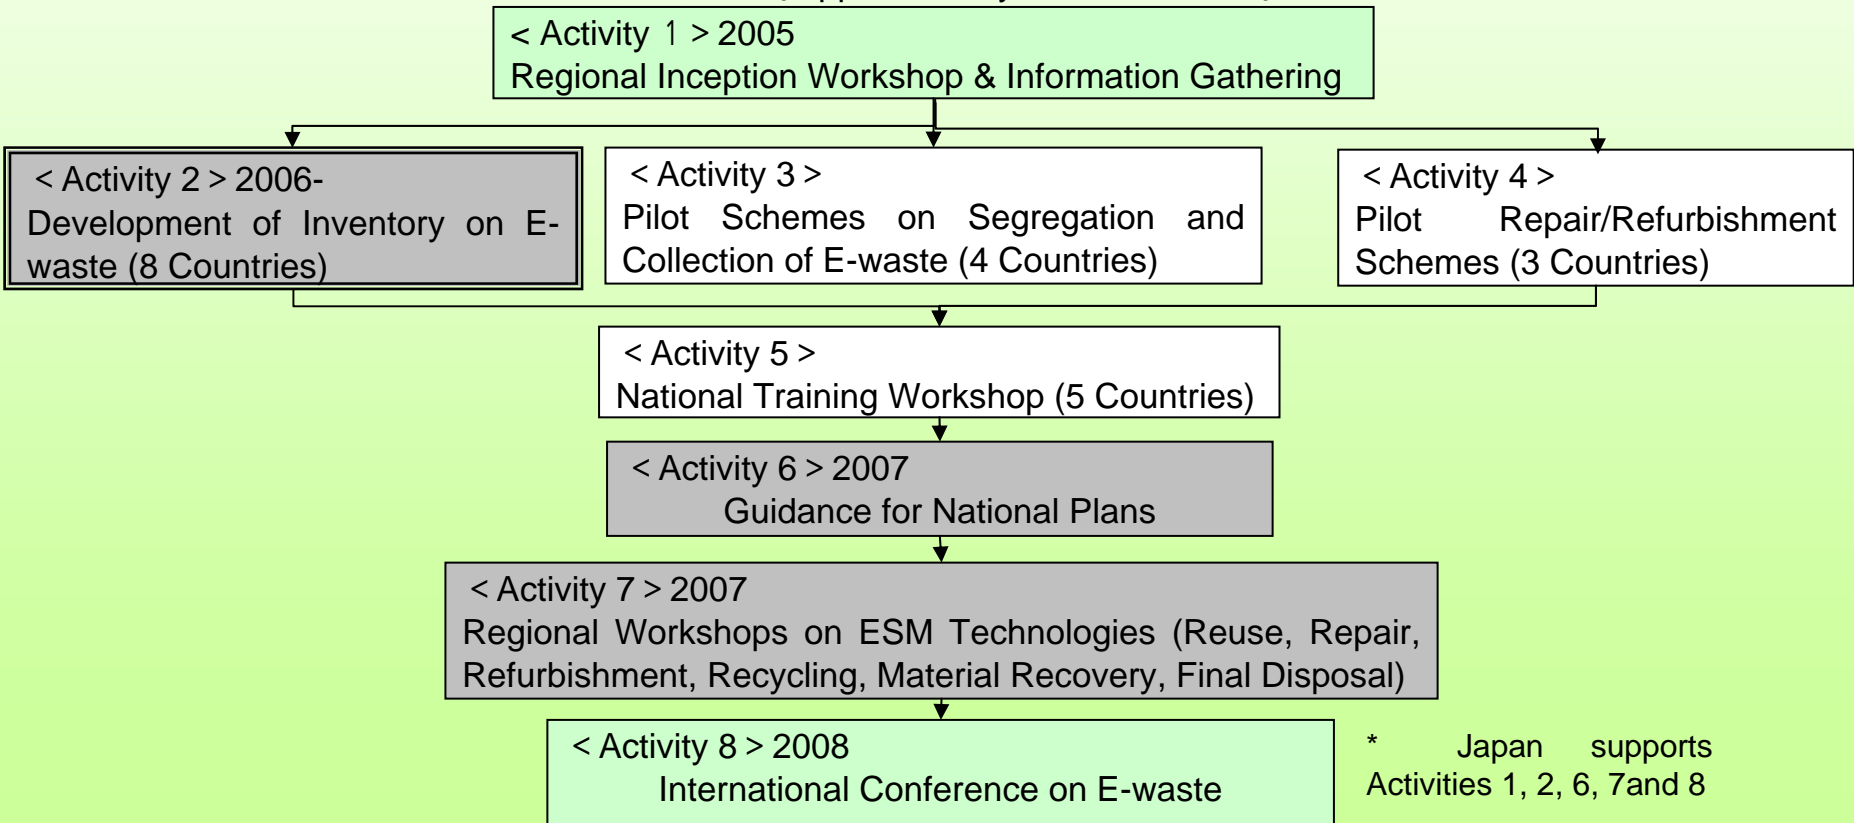 < Activity 1 > 2005
Regional Inception Workshop & Information Gathering
< Activity 2 > 2006-
Development of Inventory on E-
waste (8 Countries)
< Activity 3 >
Pilot Schemes on Segregation and
Collection of E-waste (4 Countries)
< Activity 4 >
Pilot Repair/Refurbishment
Schemes (3 Countries)
< Activity 5 >
National Training Workshop (5 Countries)
< Activity 6 > 2007
Guidance for National Plans
< Activity 7 > 2007
Regional Workshops on ESM Technologies (Reuse, Repair,
Refurbishment, Recycling, Material Recovery, Final Disposal)
< Activity 8 > 2008
International Conference on E-waste
* Japan supports
Activities 1, 2, 6, 7and 8